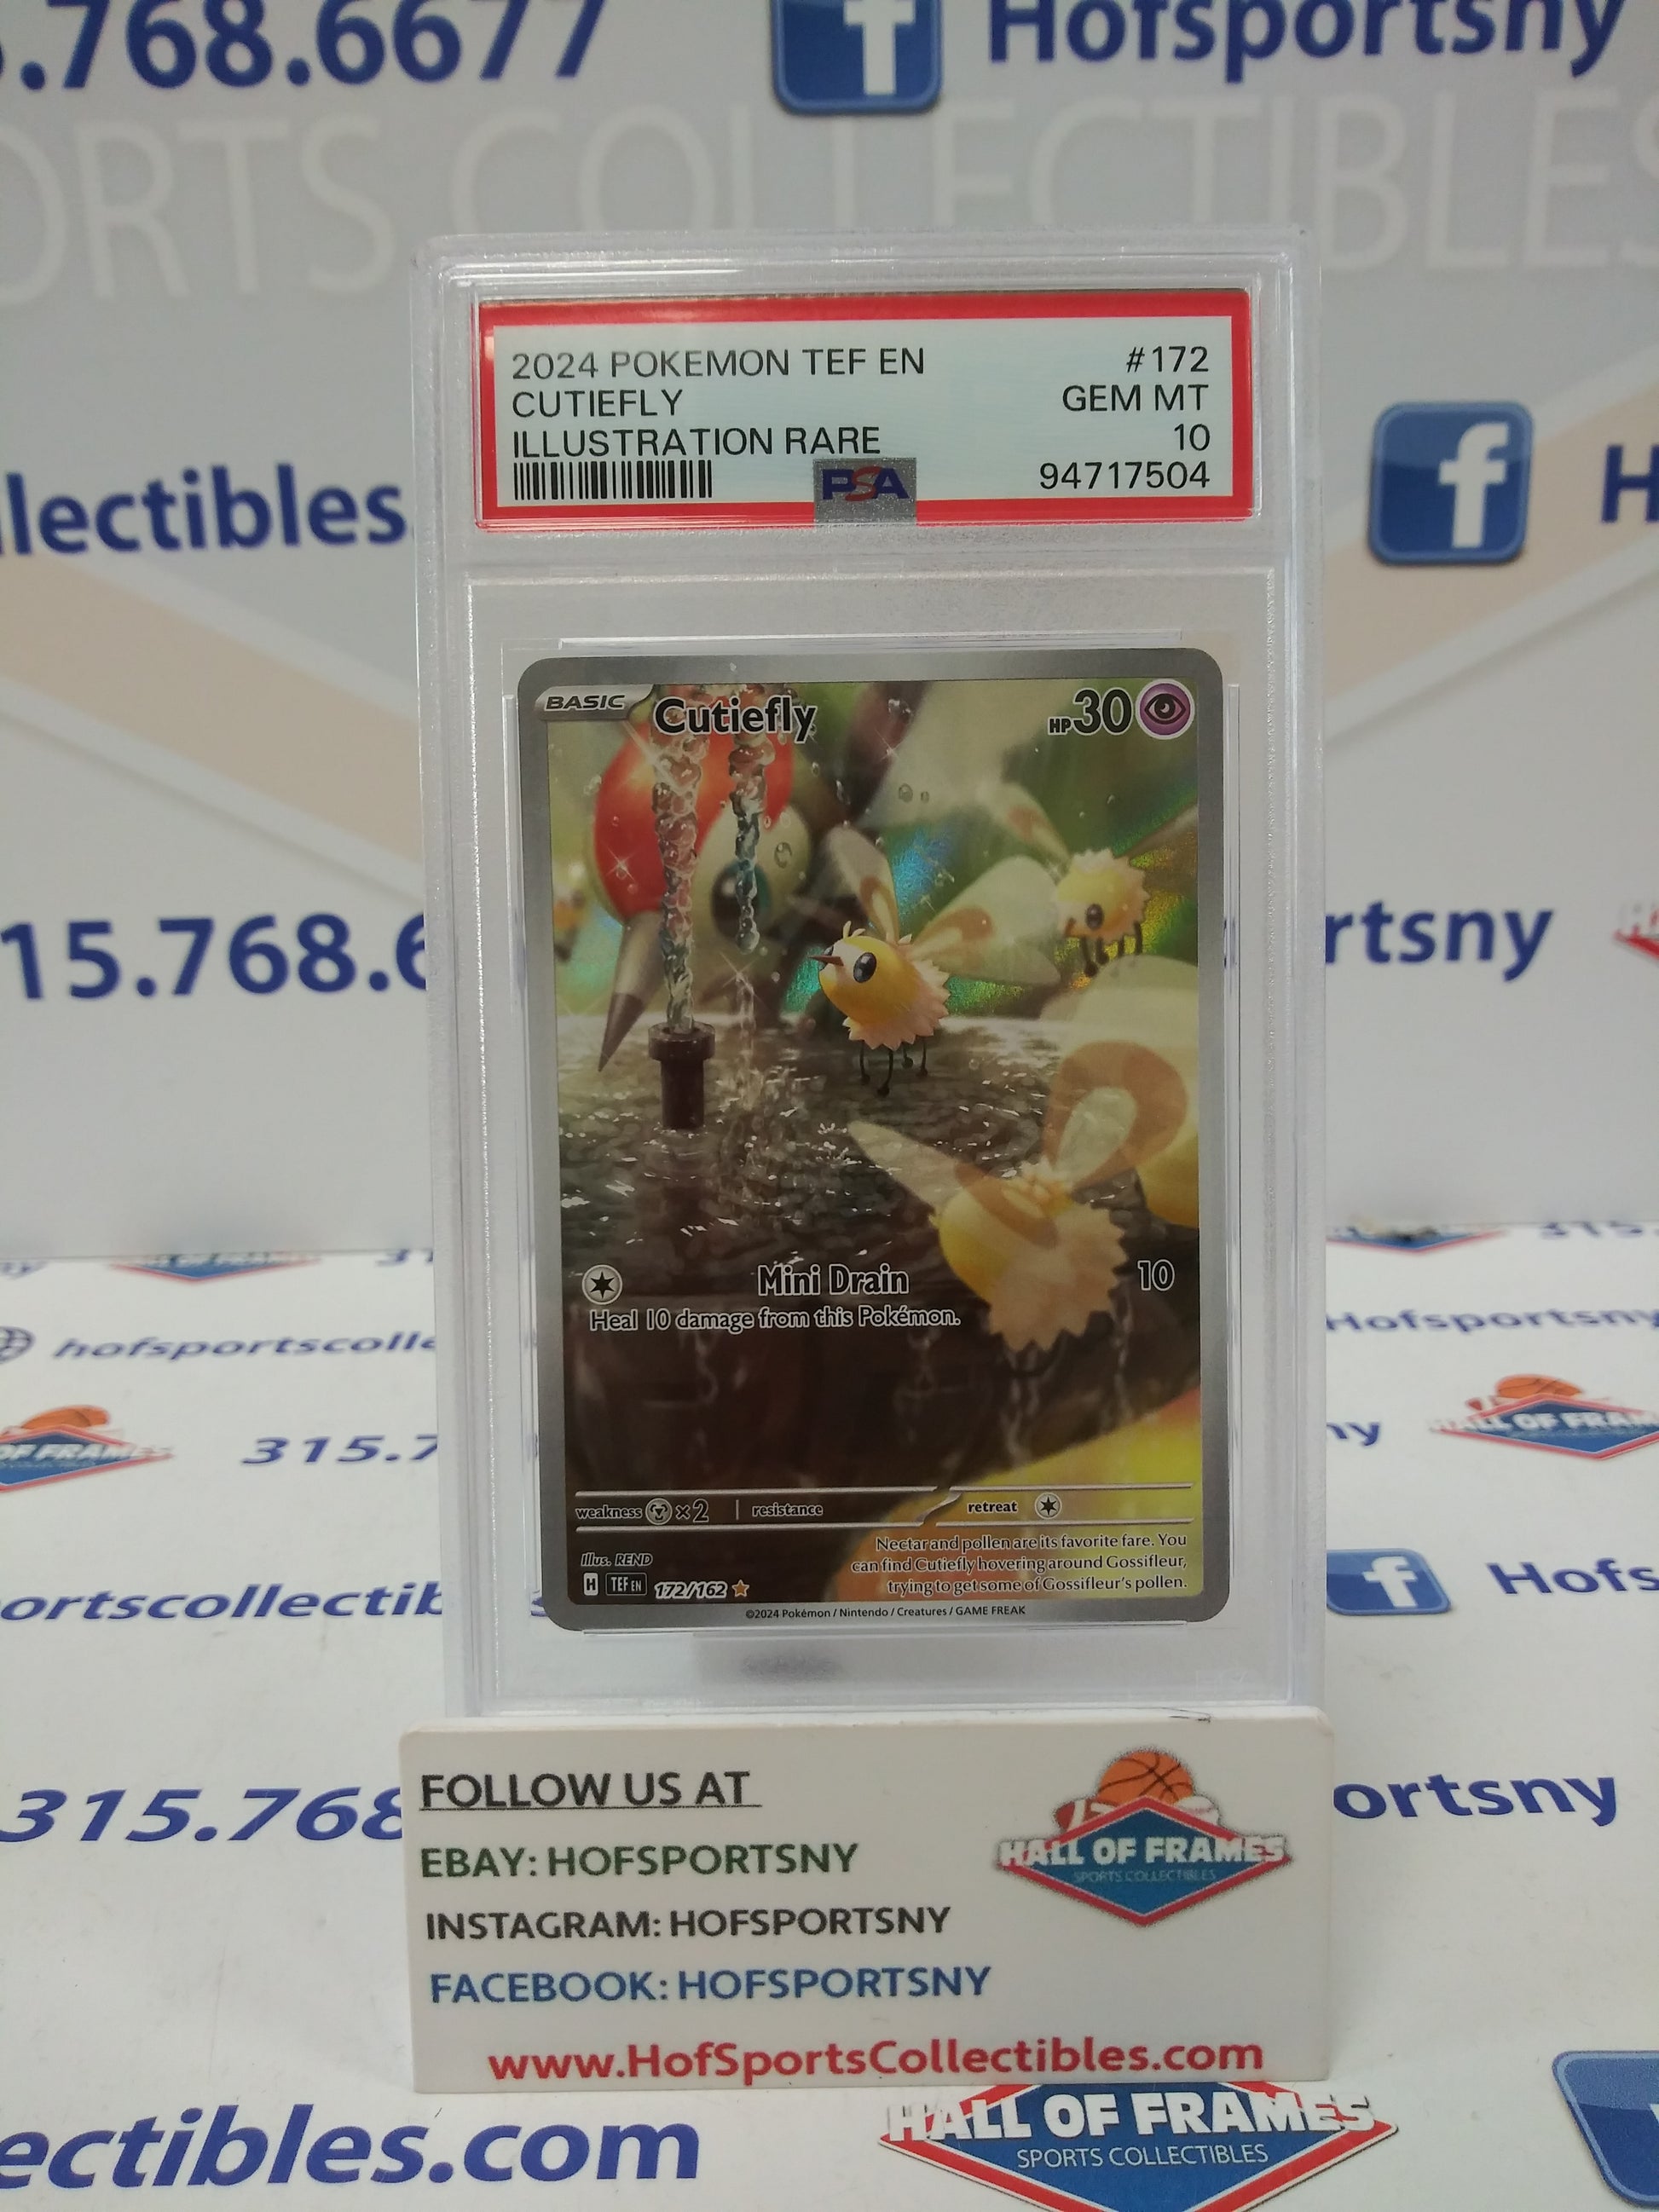 .768.6677
Hofsportsny
ORTS COLLECTIBLES
2024 POKEMON TEF EN #172
CUTIEFLY GEM MT
ILLUSTRATION RARE 10
PSA 94717504
llectibles.
H
BASIC Cutiefly HP30
15.768.6
rtsny
Mini Drain 10
Heal 10 damage from this Pokémon.
hofsportscolle
Hofsportsny
OF FRAMES
315.7
ny
HALL OF FRAM
weakness ×2 resistance retreat
Nectar and pollen are its favorite fare. You
can find Cutiefly hovering around Gossifleur,
trying to get some of Gossifleur's pollen.
Illus. REND
H TEF EN 172/162
©2024 Pokémon / Nintendo / Creatures / GAME FREAK
ortscollectib
Hofs
315.768
ortsny
FOLLOW US AT
EBAY: HOFSPORTSNY
INSTAGRAM: HOFSPORTSNY
FACEBOOK: HOFSPORTSNY
www.HofSportsCollectibles.com
HALL OF FRAMES
SPORTS COLLECTIBLES
ectibles.com
HALL OF FRAMES
SPORTS COLLECTIBLES